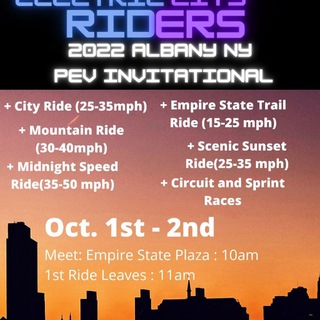 ELECTRIC CITY
RIDERS
2022 ALBANY NY
PEV INVITATIONAL
+ City Ride (25-35mph)
+ Mountain Ride
(30-40mph)
+ Midnight Speed
Ride(35-50 mph)
+ Empire State Trail
Ride (15-25 mph)
+ Scenic Sunset
Ride(25-35 mph)
+ Circuit and Sprint
Races
Oct. 1st - 2nd
Meet: Empire State Plaza : 10am
1st Ride Leaves : 11am